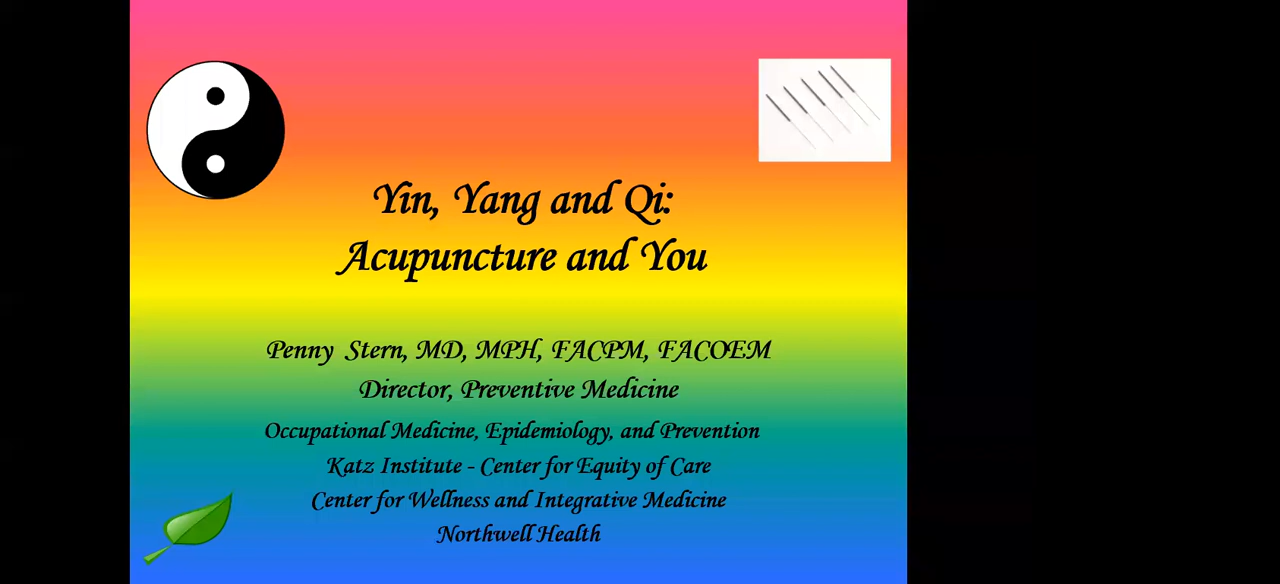 Yin, Yang and Qi:
Acupuncture and You
Penny Stern, MD, MPH, FACPM, FACOEM
Director, Preventive Medicine
Occupational Medicine, Epidemiology, and Prevention
Katz Institute - Center for Equity of Care
Center for Wellness and Integrative Medicine
Northwell Health